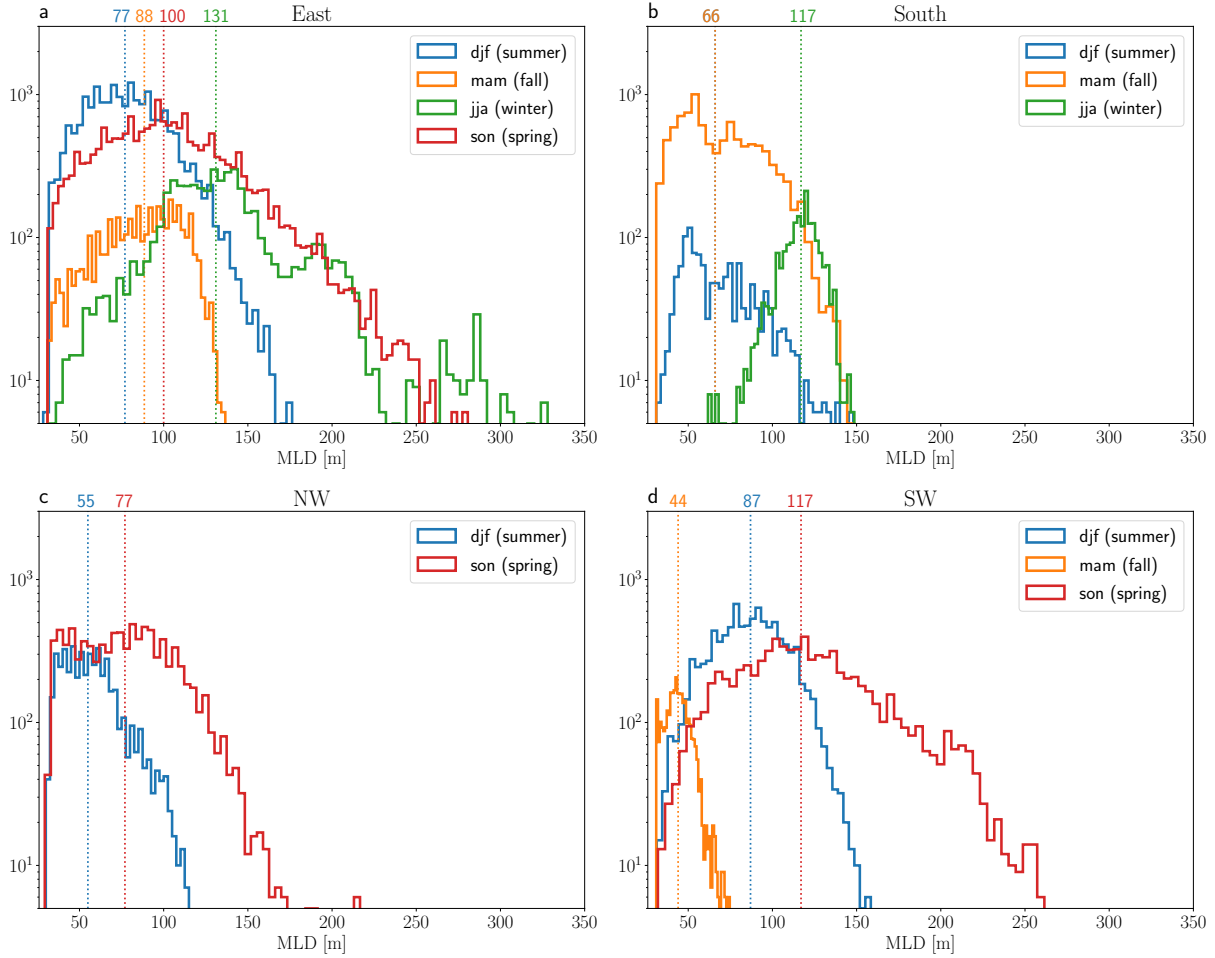 a 77 88 100 131 East
djf (summer)
mam (fall)
jja (winter)
son (spring)
10³
10²
10¹
50 100 150 200 250 300 350
MLD [m]
b 66 117 South
djf (summer)
mam (fall)
jja (winter)
10³
10²
10¹
50 100 150 200 250 300 350
MLD [m]
c 55 77 NW
djf (summer)
son (spring)
10³
10²
10¹
50 100 150 200 250 300 350
MLD [m]
d 44 87 117 SW
djf (summer)
mam (fall)
son (spring)
10³
10²
10¹
50 100 150 200 250 300 350
MLD [m]